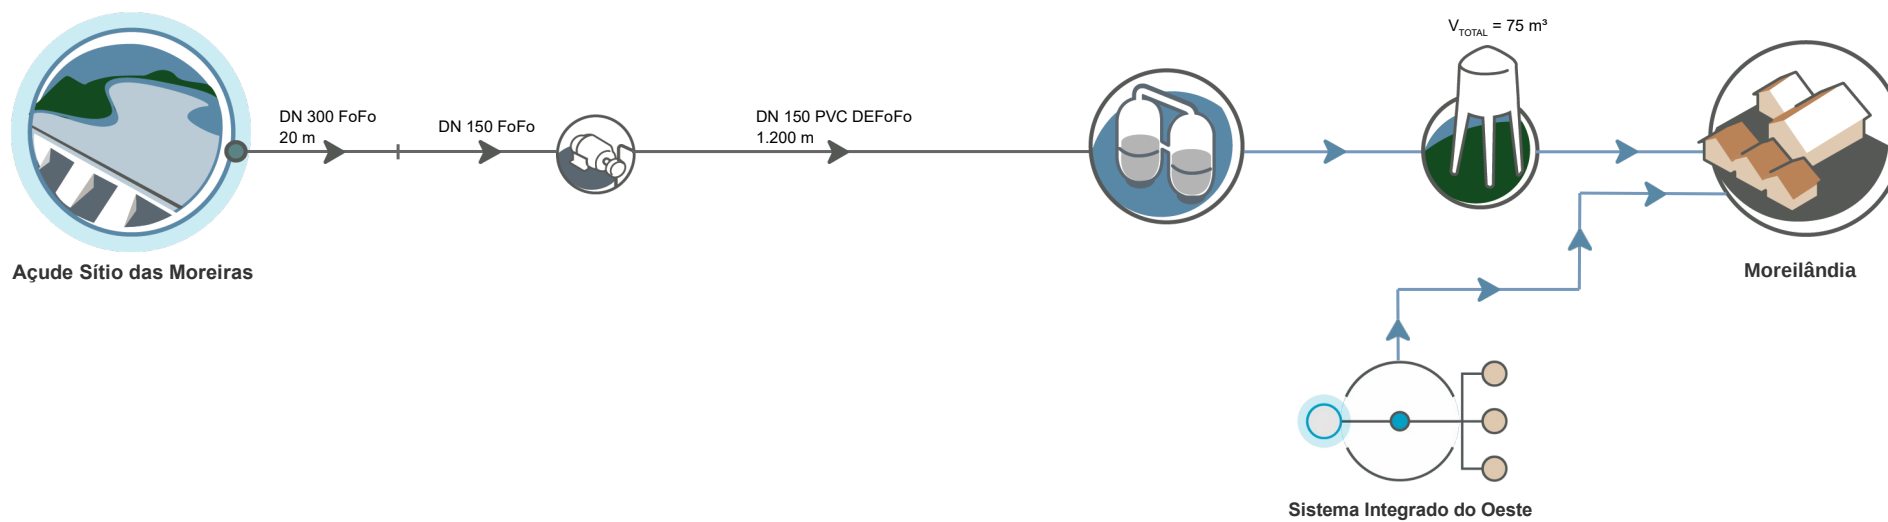 V_TOTAL = 75 m³
DN 300 FoFo
20 m
DN 150 FoFo
DN 150 PVC DEFoFo
1.200 m
Açude Sítio das Moreiras
Moreilândia
Sistema Integrado do Oeste